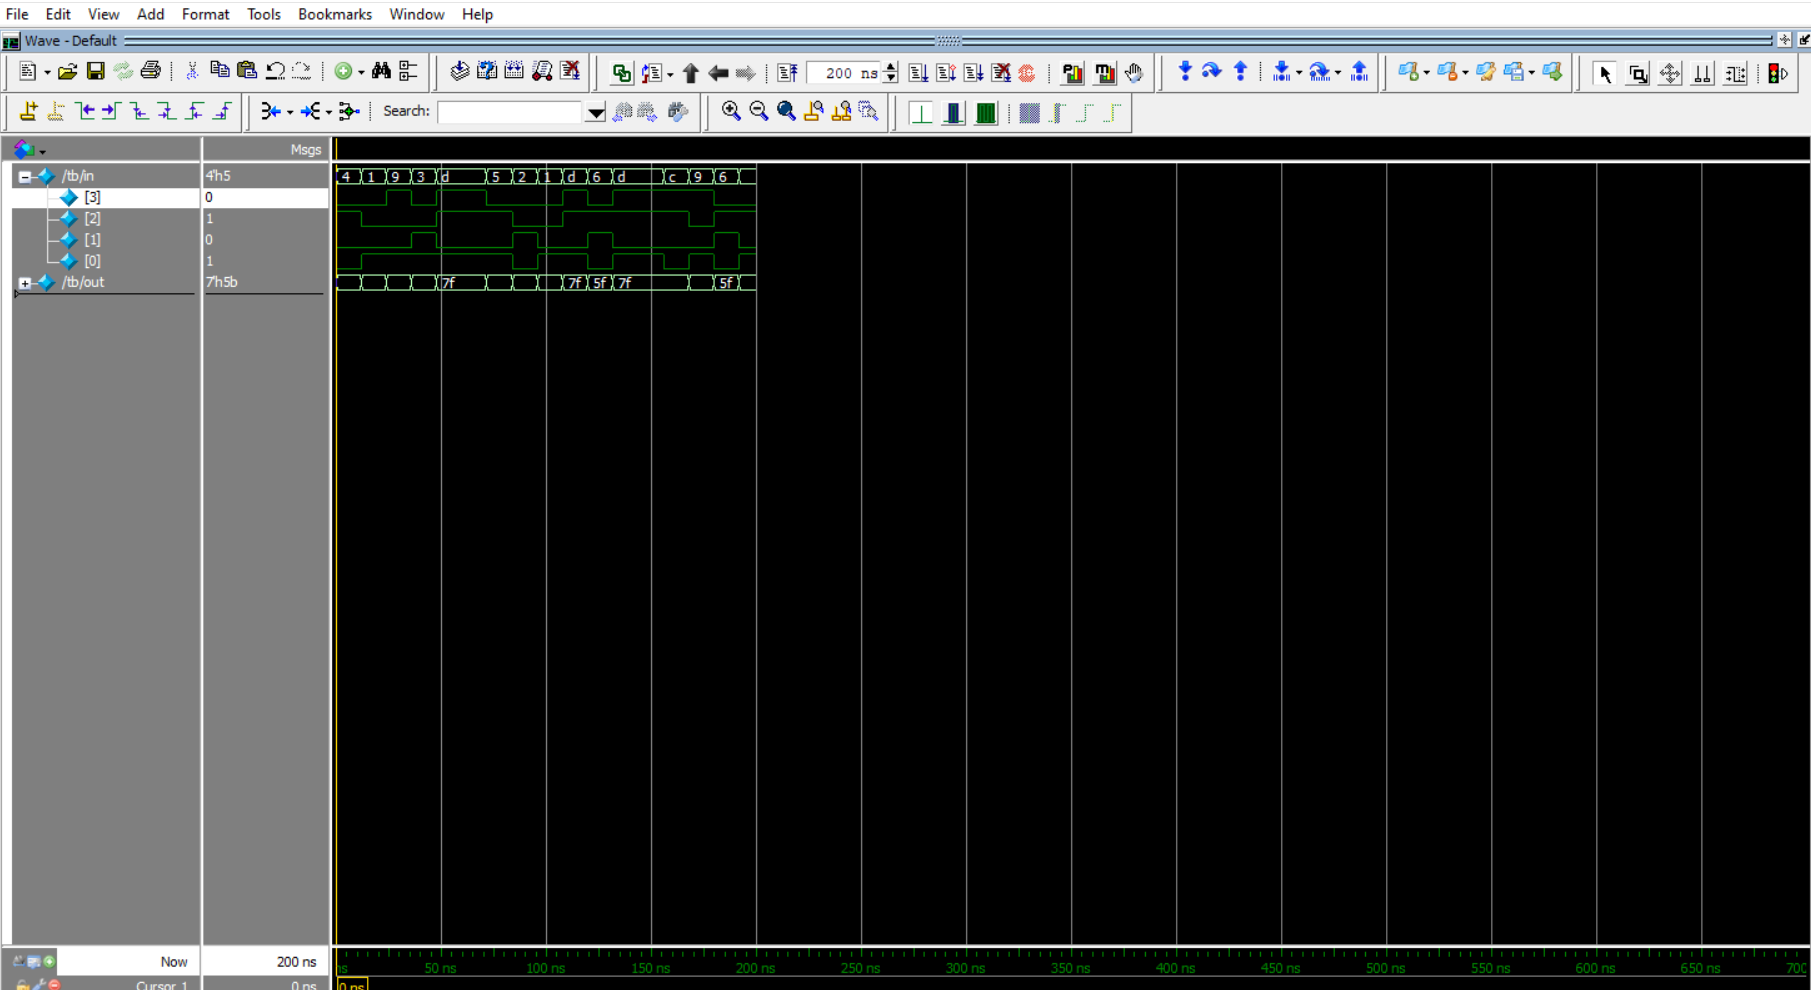 File Edit View Add Format Tools Bookmarks Window Help
Wave - Default
200 ns
Search:
Msgs
/tb/in 4'h5 4 1 9 3 d 5 2 1 d 6 d c 9 6
[3] 0
[2] 1
[1] 0
[0] 1
/tb/out 7'h5b 7f 7f 5f 7f 5f
Now 200 ns ns 50 ns 100 ns 150 ns 200 ns 250 ns 300 ns 350 ns 400 ns 450 ns 500 ns 550 ns 600 ns 650 ns 700
Cursor 1 0 ns 0 ns